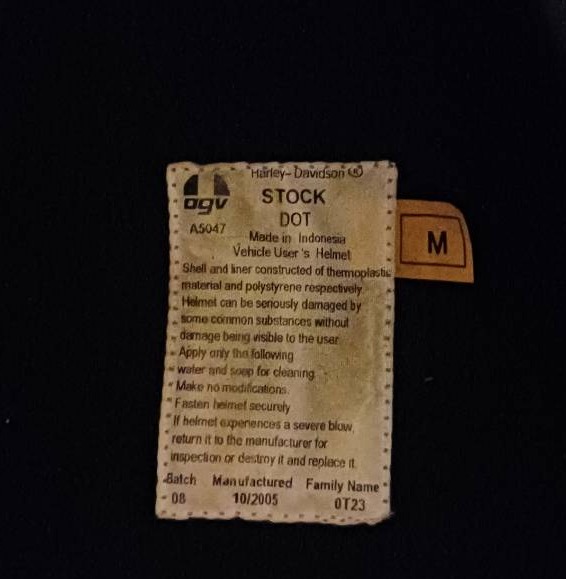 Harley-Davidson ®
STOCK
ogv
DOT
A5047
Made in Indonesia
Vehicle User's Helmet
M
Shell and liner constructed of thermoplastic
material and polystyrene respectively
Helmet can be seriously damaged by
some common substances without
damage being visible to the user
* Apply only the following
water and soap for cleaning
* Make no modifications.
* Fasten helmet securely
* If helmet experiences a severe blow,
return it to the manufacturer for
inspection or destroy it and replace it.
Batch Manufactured Family Name
08 10/2005 0T23